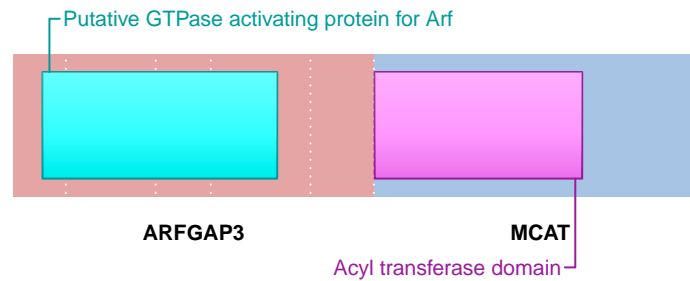 Putative GTPase activating protein for Arf
ARFGAP3 MCAT
Acyl transferase domain